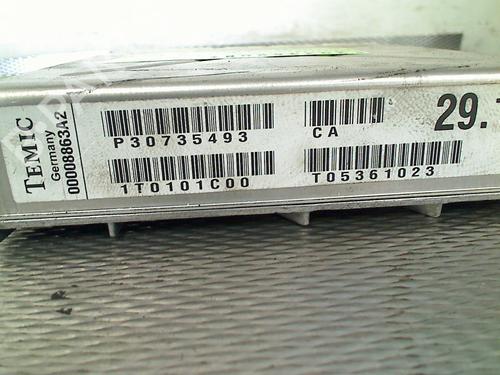 TEMIC
Germany
00008863A2
P30735493
CA
29.
1T0101C00
T05361023